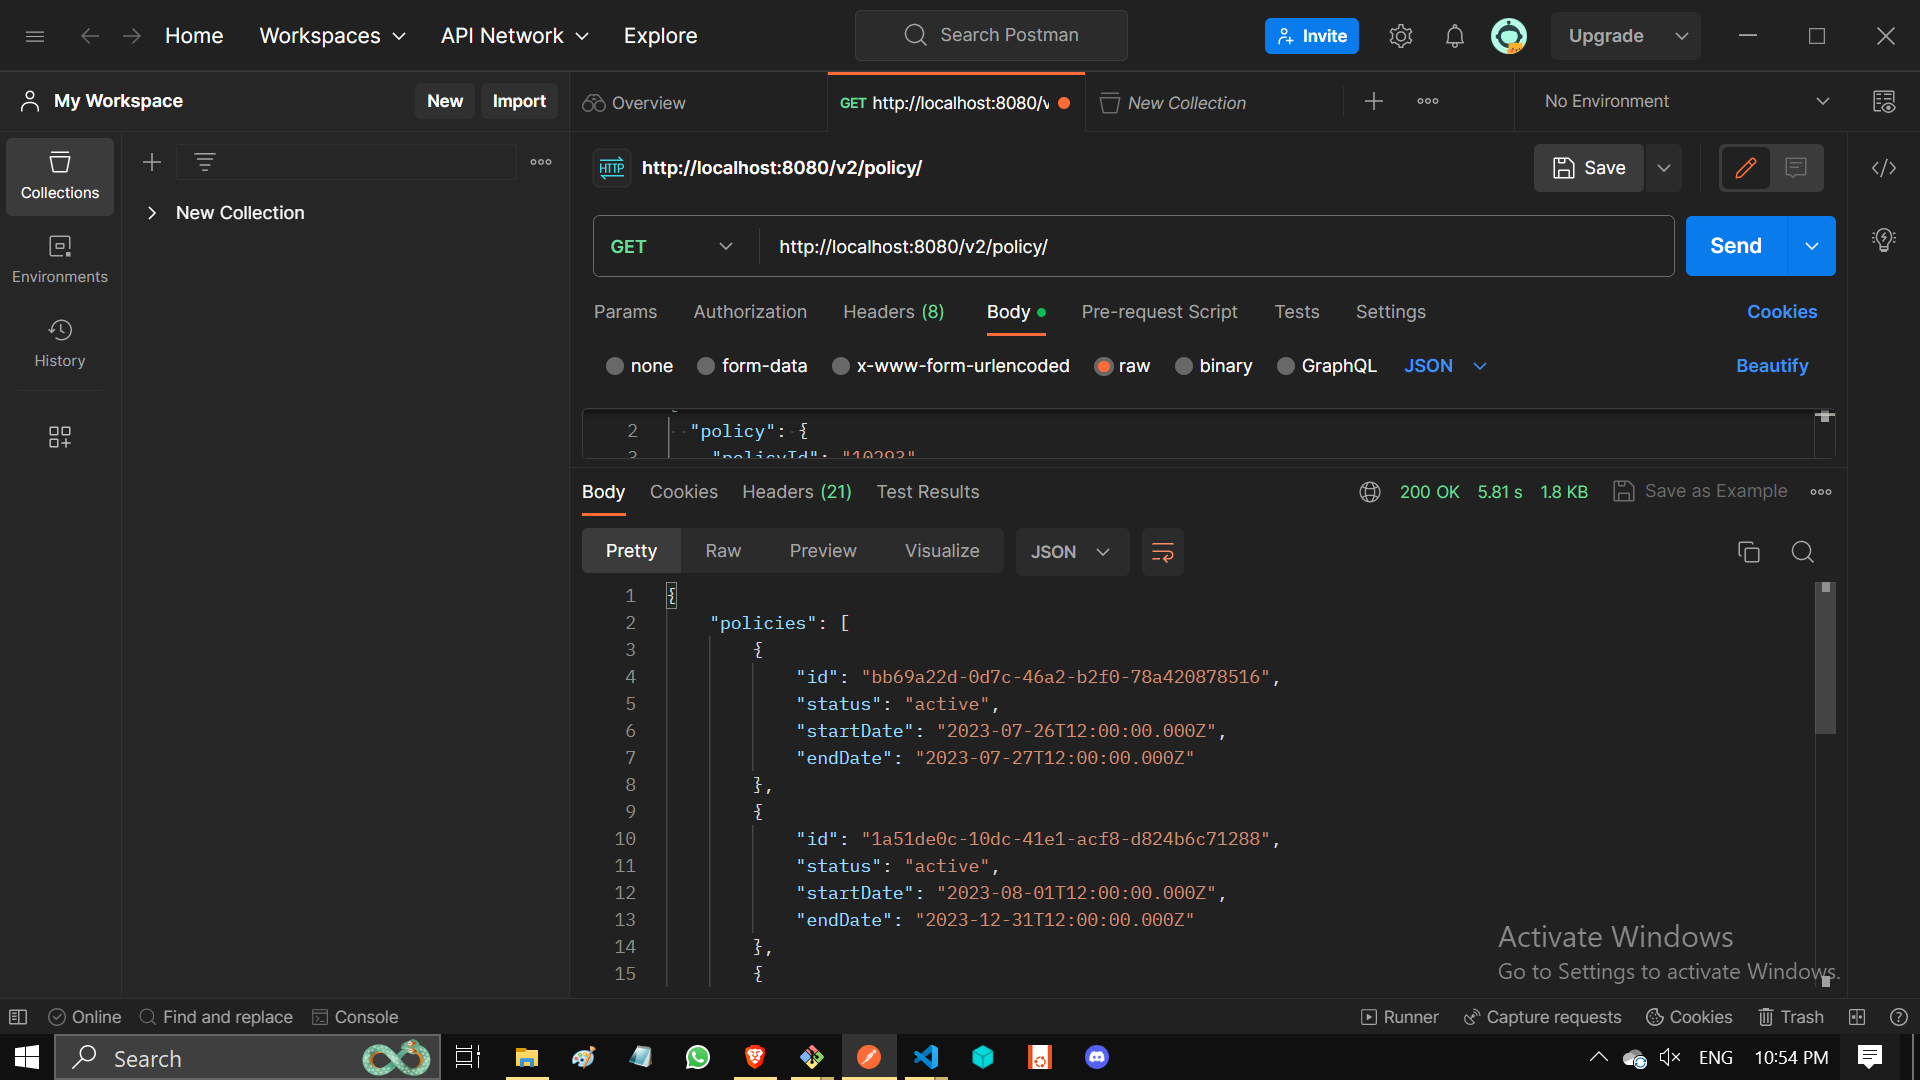 Home Workspaces API Network Explore Search Postman Invite Upgrade
My Workspace New Import Overview GET http://localhost:8080/v New Collection No Environment
Collections
New Collection
Environments
History
HTTP http://localhost:8080/v2/policy/ Save
GET http://localhost:8080/v2/policy/ Send
Params Authorization Headers (8) Body Pre-request Script Tests Settings Cookies
none form-data x-www-form-urlencoded raw binary GraphQL JSON Beautify
2 "policy": {
3 "policyId": "10293"
Body Cookies Headers (21) Test Results 200 OK 5.81 s 1.8 KB Save as Example
Pretty Raw Preview Visualize JSON
1 {
2 "policies": [
3 {
4 "id": "bb69a22d-0d7c-46a2-b2f0-78a420878516",
5 "status": "active",
6 "startDate": "2023-07-26T12:00:00.000Z",
7 "endDate": "2023-07-27T12:00:00.000Z"
8 },
9 {
10 "id": "1a51de0c-10dc-41e1-acf8-d824b6c71288",
11 "status": "active",
12 "startDate": "2023-08-01T12:00:00.000Z",
13 "endDate": "2023-12-31T12:00:00.000Z"
14 },
15 {
Activate Windows
Go to Settings to activate Windows.
Online Find and replace Console Runner Capture requests Cookies Trash
Search ENG 10:54 PM